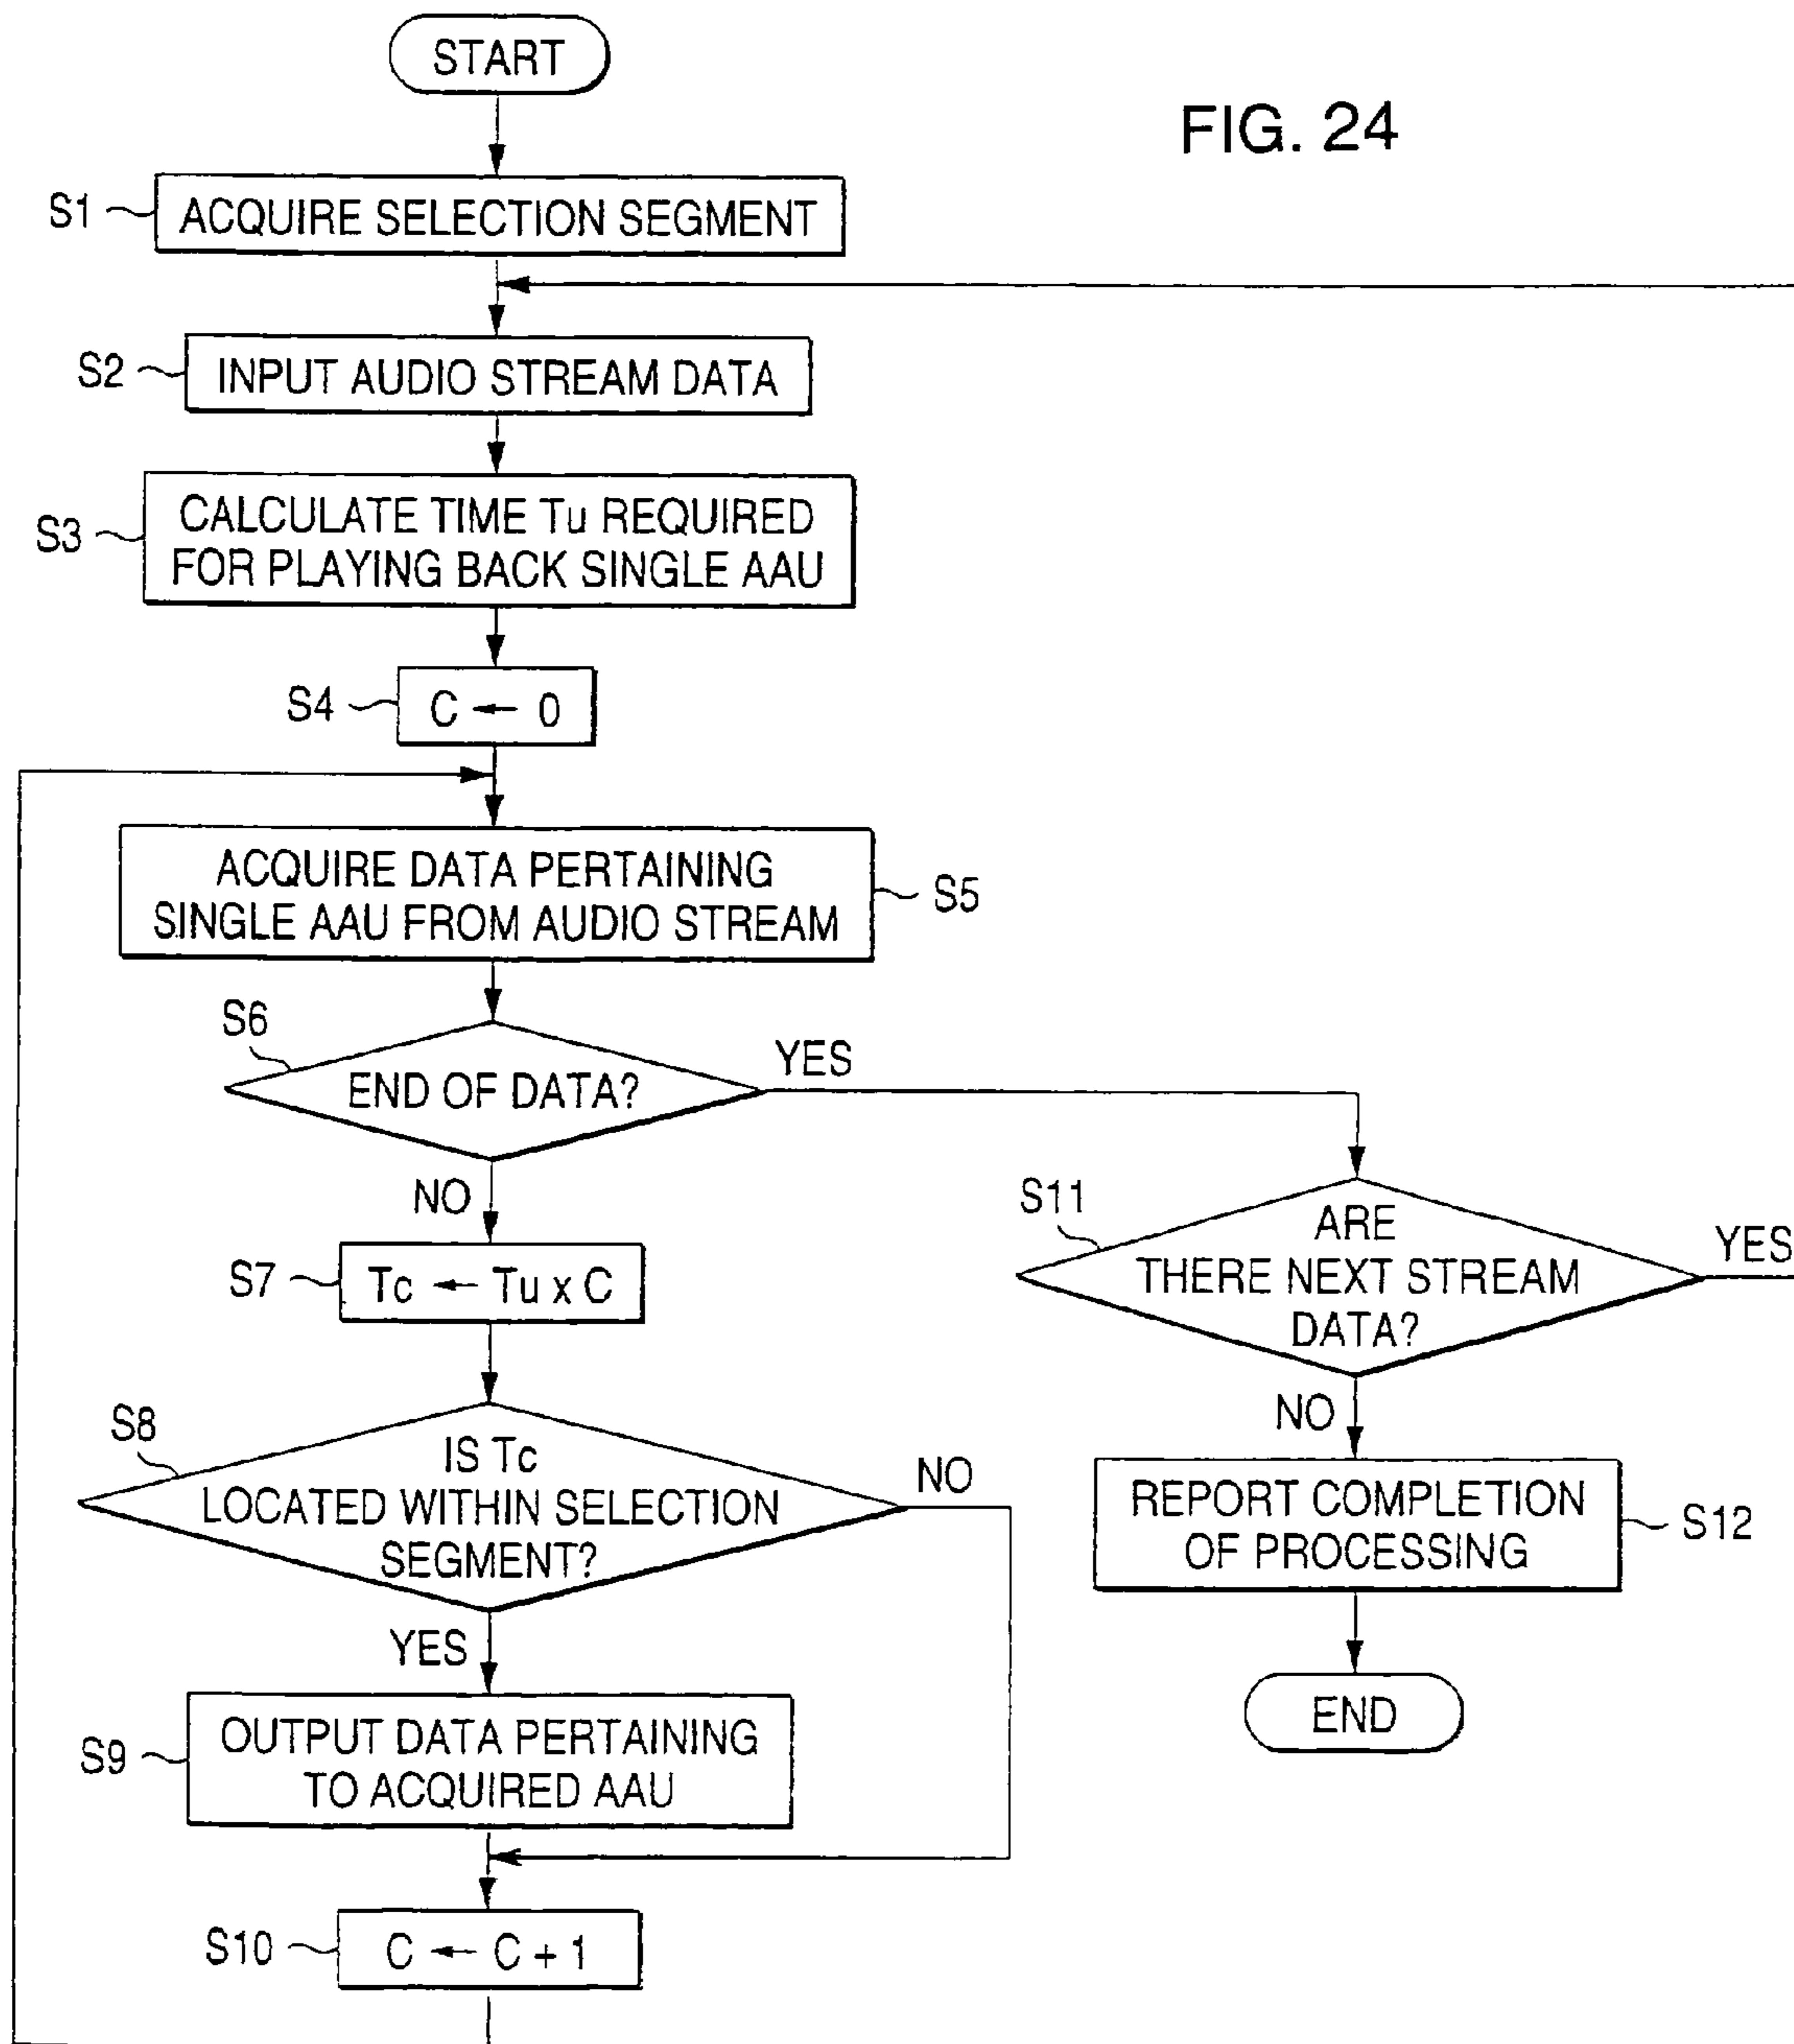 START
FIG. 24
S1
ACQUIRE SELECTION SEGMENT
S2
INPUT AUDIO STREAM DATA
S3
CALCULATE TIME Tu REQUIRED
FOR PLAYING BACK SINGLE AAU
S4
C ← 0
ACQUIRE DATA PERTAINING
SINGLE AAU FROM AUDIO STREAM
S5
S6
END OF DATA?
YES
NO
S7
Tc ← Tu x C
S11
ARE
THERE NEXT STREAM
DATA?
YES
NO
S8
IS Tc
LOCATED WITHIN SELECTION
SEGMENT?
NO
YES
REPORT COMPLETION
OF PROCESSING
S12
END
S9
OUTPUT DATA PERTAINING
TO ACQUIRED AAU
S10
C ← C + 1